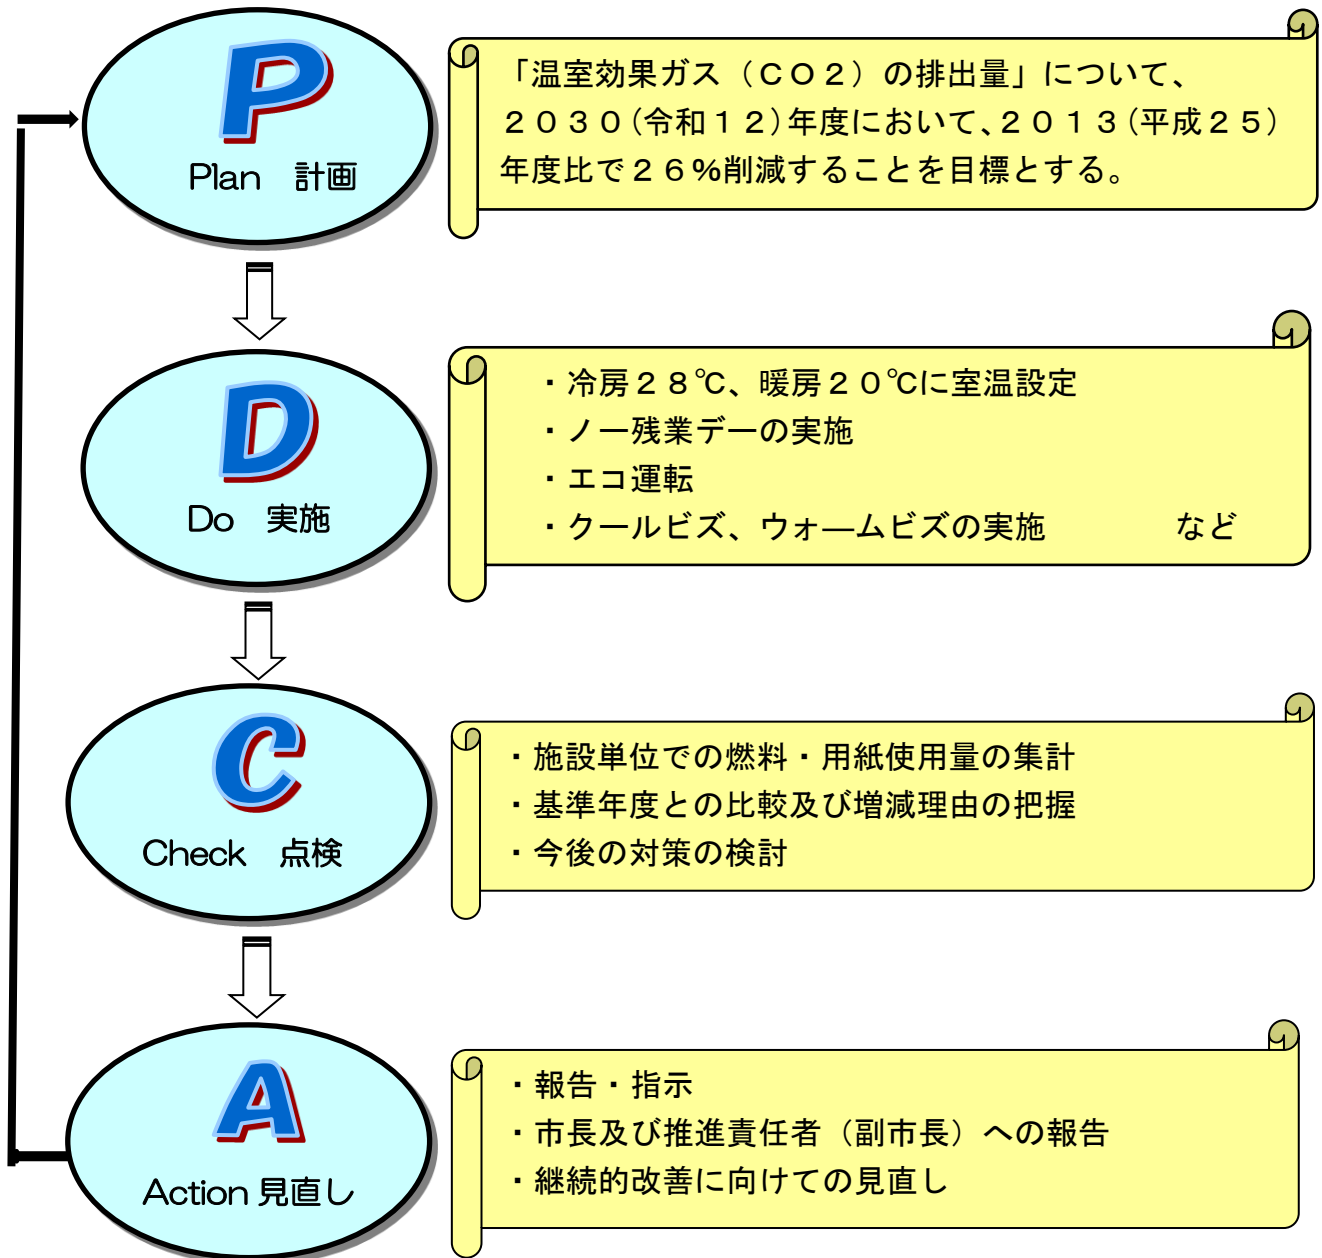 P
Plan　計画
「温室効果ガス（ＣＯ２）の排出量」について、
２０３０(令和１２)年度において、２０１３(平成２５)
年度比で２６％削減することを目標とする。
D
Do　実施
・冷房２８℃、暖房２０℃に室温設定
・ノー残業デーの実施
・エコ運転
・クールビズ、ウォ―ムビズの実施　　　　など
C
Check　点検
・施設単位での燃料・用紙使用量の集計
・基準年度との比較及び増減理由の把握
・今後の対策の検討
A
Action 見直し
・報告・指示
・市長及び推進責任者（副市長）への報告
・継続的改善に向けての見直し